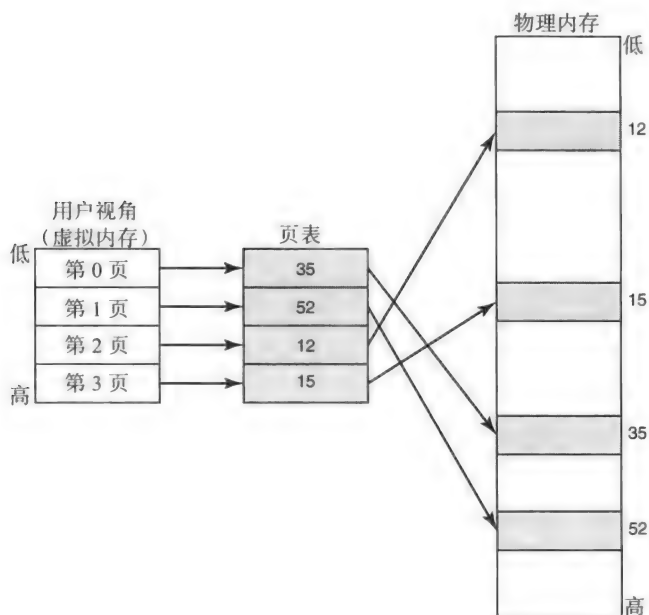 物理内存
低
12
用户视角
(虚拟内存)
页表
低
第 0 页
35
第 1 页
52
15
第 2 页
12
第 3 页
15
高
35
52
高